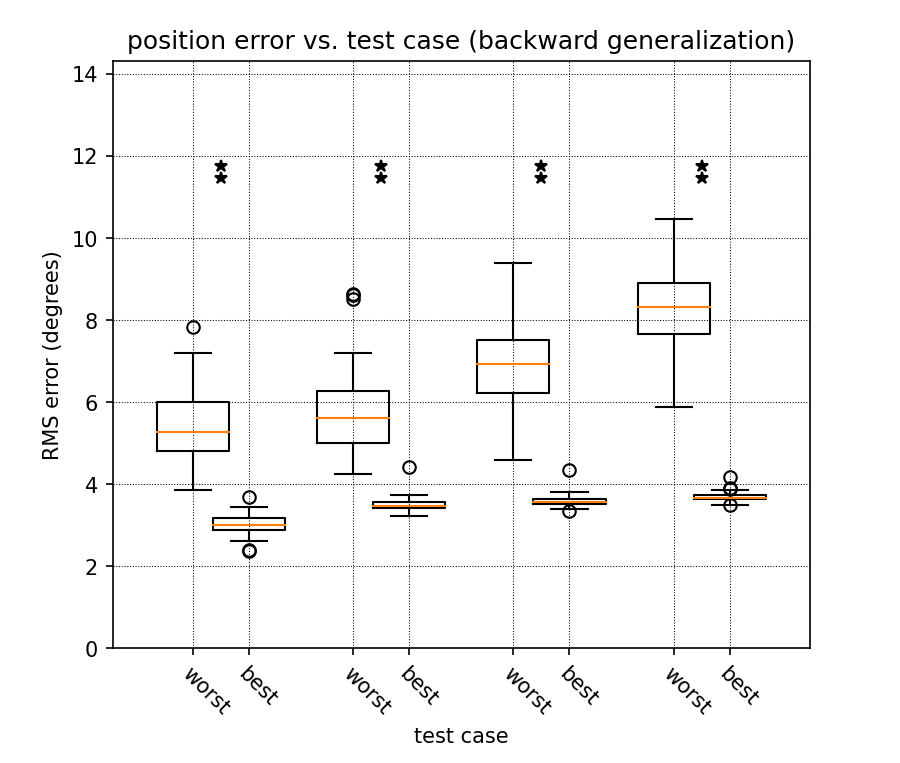 position error vs. test case (backward generalization)
14
12
10
8
6
4
2
0
RMS error (degrees)
worst best worst best worst best worst best
test case